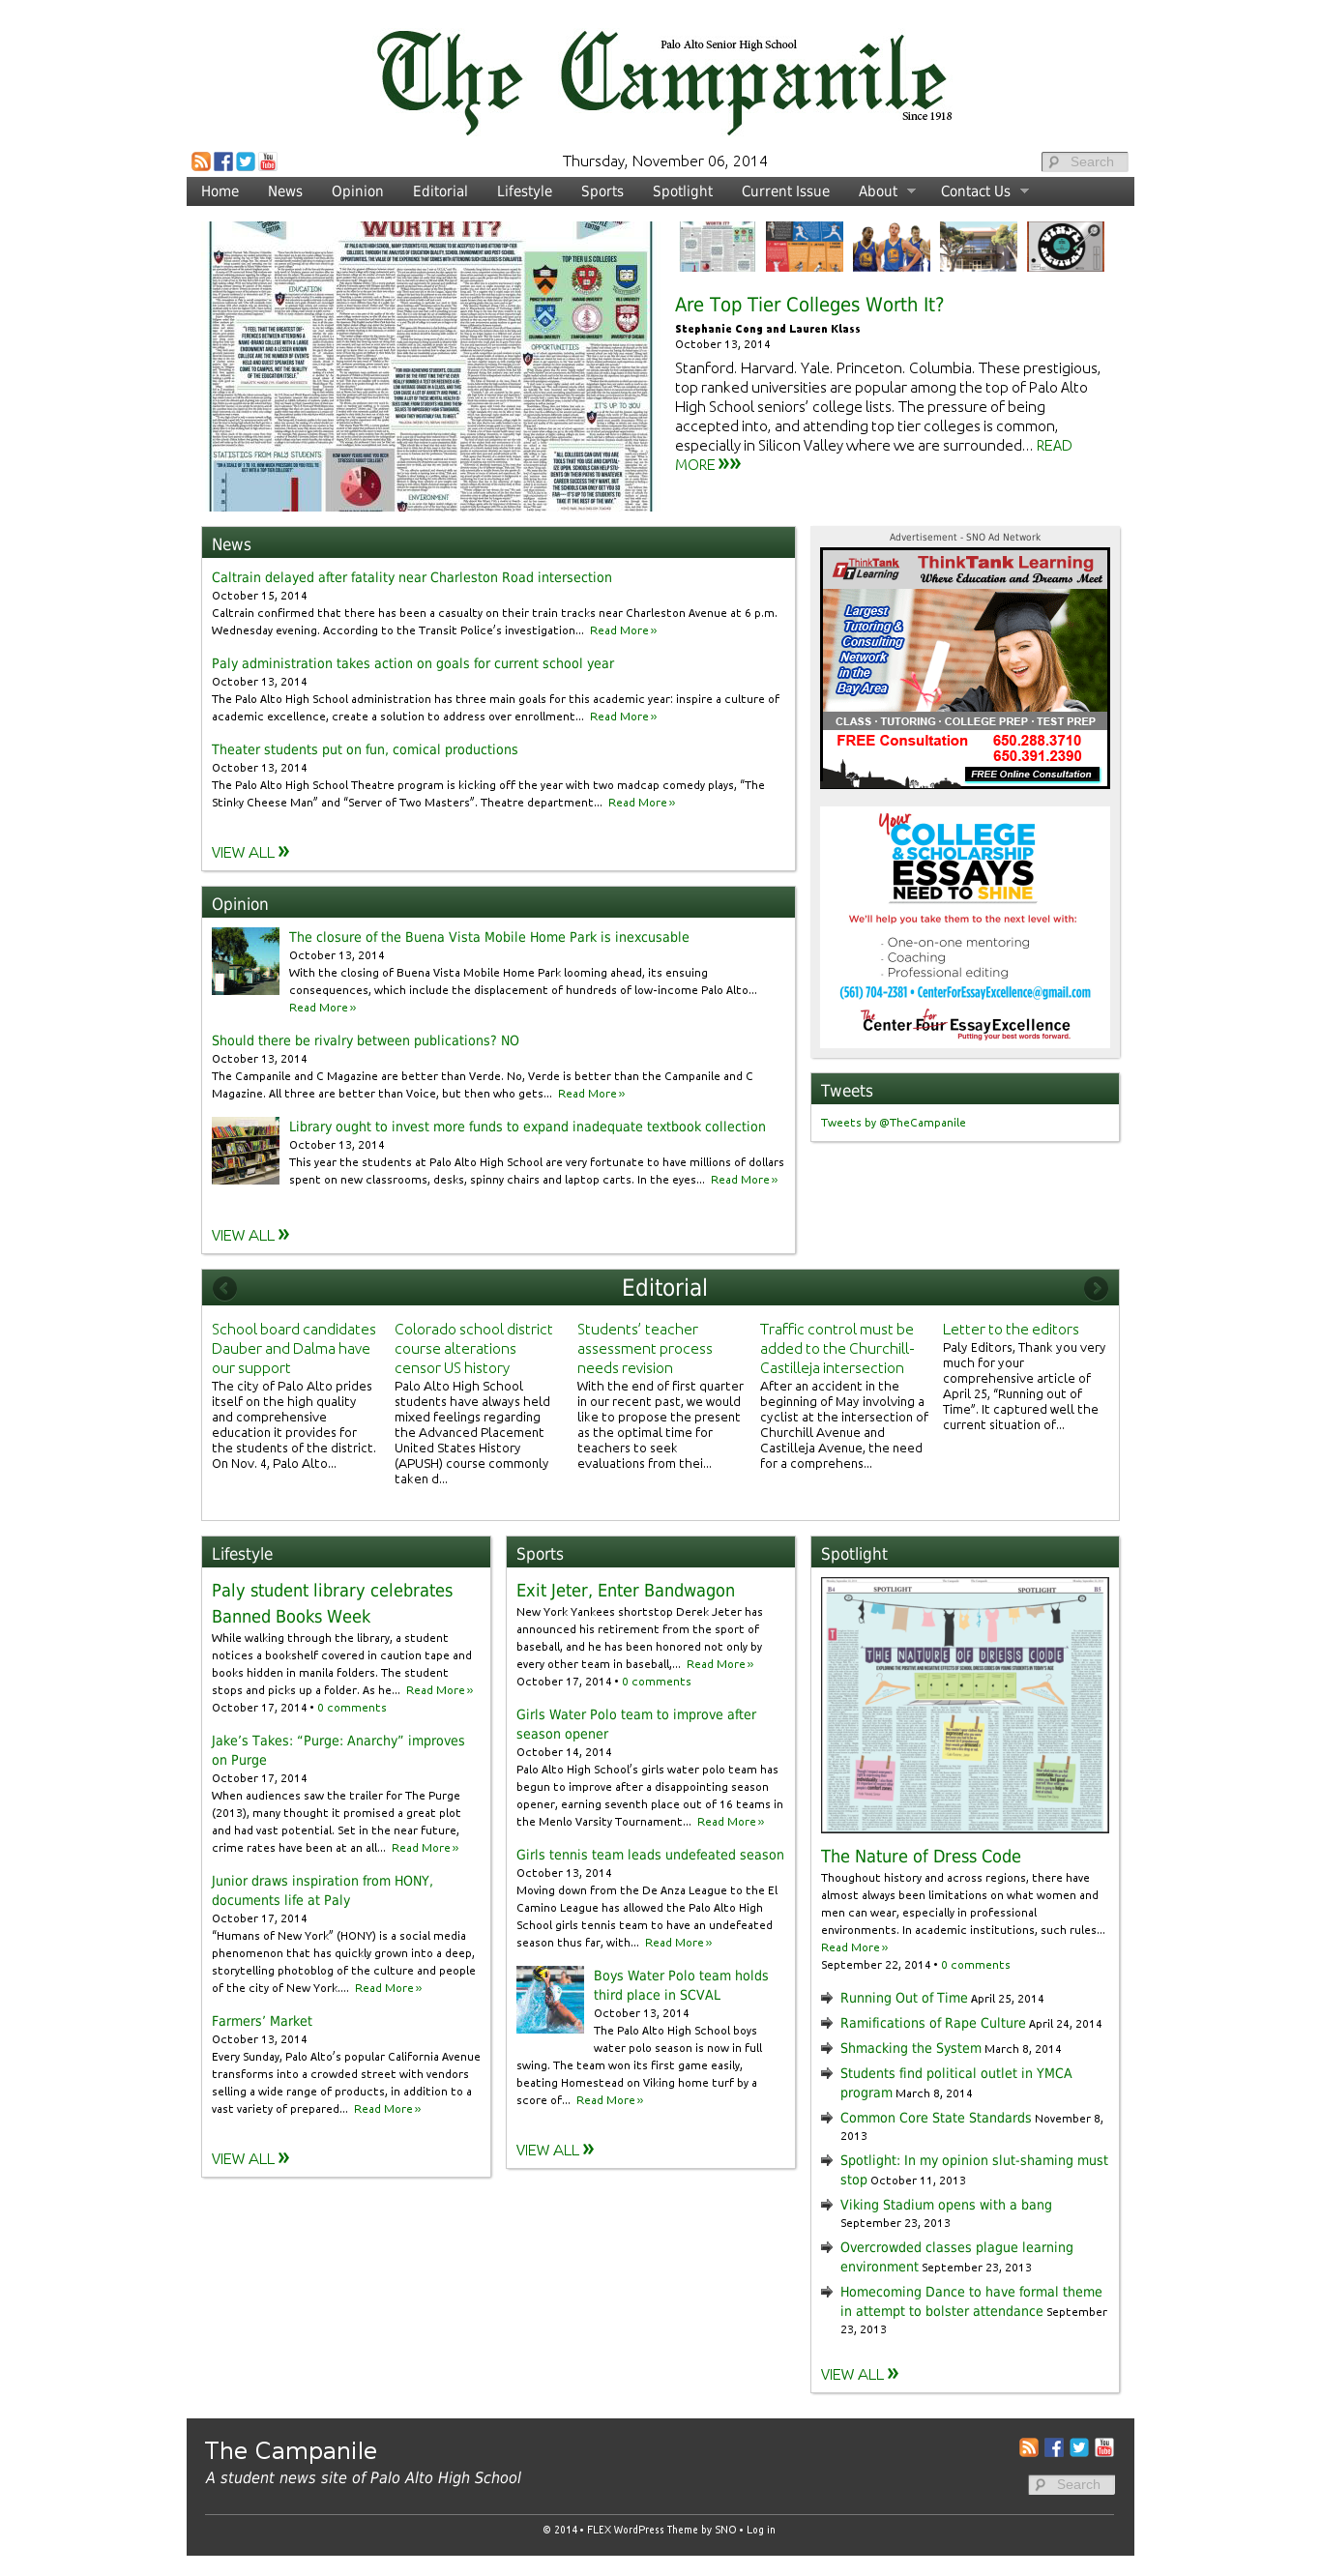 The Campanile
Palo Alto Senior High School
Since 1918
You Tube
Thursday, November 06, 2014
Search
Home News Opinion Editorial Lifestyle Sports Spotlight Current Issue About Contact Us
WORTH IT?
TOP TIER U.S COLLEGES
EDUCATION
OPPORTUNITIES
IT'S UP TO YOU
STATISTICS FROM PALY STUDENTS
ENVIRONMENT
Are Top Tier Colleges Worth It?
Stephanie Cong and Lauren Klass
October 13, 2014
Stanford. Harvard. Yale. Princeton. Columbia. These prestigious,
top ranked universities are popular among the top of Palo Alto
High School seniors’ college lists. The pressure of being
accepted into, and attending top tier colleges is common,
especially in Silicon Valley where we are surrounded... READ
MORE »»
News
Caltrain delayed after fatality near Charleston Road intersection
October 15, 2014
Caltrain confirmed that there has been a casualty on their train tracks near Charleston Avenue at 6 p.m.
Wednesday evening. According to the Transit Police’s investigation... Read More »
Paly administration takes action on goals for current school year
October 13, 2014
The Palo Alto High School administration has three main goals for this academic year: inspire a culture of
academic excellence, create a solution to address over enrollment... Read More »
Theater students put on fun, comical productions
October 13, 2014
The Palo Alto High School Theatre program is kicking off the year with two madcap comedy plays, “The
Stinky Cheese Man” and “Server of Two Masters”. Theatre department... Read More »
VIEW ALL »
Advertisement - SNO Ad Network
ThinkTank Learning
TT
ThinkTank Learning
Where Education and Dreams Meet
Largest
Tutoring &
Consulting
Network
in the
Bay Area
CLASS · TUTORING · COLLEGE PREP · TEST PREP
FREE Consultation 650.288.3710
650.391.2390
FREE Online Consultation
Your
COLLEGE
& SCHOLARSHIP
ESSAYS
NEED TO SHINE
We'll help you take them to the next level with:
· One-on-one mentoring
· Coaching
· Professional editing
(561) 704-2381 • CenterForEssayExcellence@gmail.com
The Center Four for EssayExcellence
Putting your best words forward.
Opinion
The closure of the Buena Vista Mobile Home Park is inexcusable
October 13, 2014
With the closing of Buena Vista Mobile Home Park looming ahead, its ensuing
consequences, which include the displacement of hundreds of low-income Palo Alto...
Read More »
Should there be rivalry between publications? NO
October 13, 2014
The Campanile and C Magazine are better than Verde. No, Verde is better than the Campanile and C
Magazine. All three are better than Voice, but then who gets... Read More »
Library ought to invest more funds to expand inadequate textbook collection
October 13, 2014
This year the students at Palo Alto High School are very fortunate to have millions of dollars
spent on new classrooms, desks, spinny chairs and laptop carts. In the eyes... Read More »
VIEW ALL »
Tweets
Tweets by @TheCampanile
Editorial
School board candidates
Dauber and Dalma have
our support
The city of Palo Alto prides
itself on the high quality
and comprehensive
education it provides for
the students of the district.
On Nov. 4, Palo Alto...
Colorado school district
course alterations
censor US history
Palo Alto High School
students have always held
mixed feelings regarding
the Advanced Placement
United States History
(APUSH) course commonly
taken d...
Students’ teacher
assessment process
needs revision
With the end of first quarter
in our recent past, we would
like to propose the present
as the optimal time for
teachers to seek
evaluations from thei...
Traffic control must be
added to the Churchill-
Castilleja intersection
After an accident in the
beginning of May involving a
cyclist at the intersection of
Churchill Avenue and
Castilleja Avenue, the need
for a comprehens...
Letter to the editors
Paly Editors, Thank you very
much for your
comprehensive article of
April 25, “Running out of
Time”. It captured well the
current situation of...
Lifestyle
Paly student library celebrates
Banned Books Week
While walking through the library, a student
notices a bookshelf covered in caution tape and
books hidden in manila folders. The student
stops and picks up a folder. As he... Read More »
October 17, 2014 • 0 comments
Jake’s Takes: “Purge: Anarchy” improves
on Purge
October 17, 2014
When audiences saw the trailer for The Purge
(2013), many thought it promised a great plot
and had vast potential. Set in the near future,
crime rates have been at an all... Read More »
Junior draws inspiration from HONY,
documents life at Paly
October 17, 2014
“Humans of New York” (HONY) is a social media
phenomenon that has quickly grown into a deep,
storytelling photoblog of the culture and people
of the city of New York.... Read More »
Farmers’ Market
October 13, 2014
Every Sunday, Palo Alto’s popular California Avenue
transforms into a crowded street with vendors
selling a wide range of products, in addition to a
vast variety of prepared... Read More »
VIEW ALL »
Sports
Exit Jeter, Enter Bandwagon
New York Yankees shortstop Derek Jeter has
announced his retirement from the sport of
baseball, and he has been honored not only by
every other team in baseball,... Read More »
October 17, 2014 • 0 comments
Girls Water Polo team to improve after
season opener
October 14, 2014
Palo Alto High School’s girls water polo team has
begun to improve after a disappointing season
opener, earning seventh place out of 16 teams in
the Menlo Varsity Tournament... Read More »
Girls tennis team leads undefeated season
October 13, 2014
Moving down from the De Anza League to the El
Camino League has allowed the Palo Alto High
School girls tennis team to have an undefeated
season thus far, with... Read More »
Boys Water Polo team holds
third place in SCVAL
October 13, 2014
The Palo Alto High School boys
water polo season is now in full
swing. The team won its first game easily,
beating Homestead on Viking home turf by a
score of... Read More »
VIEW ALL »
Spotlight
B4 SPOTLIGHT SPOTLIGHT B5
THE NATURE OF DRESS CODE
The Nature of Dress Code
Thoughout history and across regions, there have
almost always been limitations on what women and
men can wear, especially in professional
environments. In academic institutions, such rules...
Read More »
September 22, 2014 • 0 comments
Running Out of Time April 25, 2014
Ramifications of Rape Culture April 24, 2014
Shmacking the System March 8, 2014
Students find political outlet in YMCA
program March 8, 2014
Common Core State Standards November 8,
2013
Spotlight: In my opinion slut-shaming must
stop October 11, 2013
Viking Stadium opens with a bang
September 23, 2013
Overcrowded classes plague learning
environment September 23, 2013
Homecoming Dance to have formal theme
in attempt to bolster attendance September
23, 2013
VIEW ALL »
The Campanile
A student news site of Palo Alto High School
You Tube
Search
© 2014 • FLEX WordPress Theme by SNO • Log in